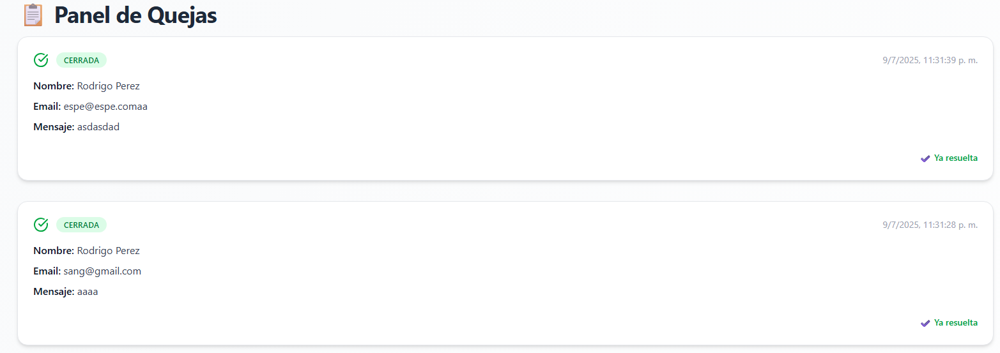 Panel de Quejas
CERRADA
9/7/2025, 11:31:39 p. m.
Nombre: Rodrigo Perez
Email: espe@espe.comaa
Mensaje: asdasdad
Ya resuelta
CERRADA
9/7/2025, 11:31:28 p. m.
Nombre: Rodrigo Perez
Email: sang@gmail.com
Mensaje: aaaa
Ya resuelta